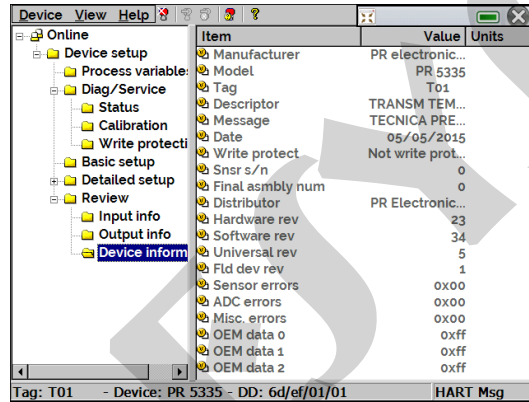 Device View Help
Online
Device setup
Process variable
Diag/Service
Status
Calibration
Write protecti
Basic setup
Detailed setup
Review
Input info
Output info
Device inform
Item Value Units
Manufacturer PR electronic...
Model PR 5335
Tag T01
Descriptor TRANSM TEM...
Message TECNICA PRE...
Date 05/05/2015
Write protect Not write prot...
Snsr s/n 0
Final asmbly num 0
Distributor PR Electronic...
Hardware rev 23
Software rev 34
Universal rev 5
Fld dev rev 1
Sensor errors 0x00
ADC errors 0x00
Misc. errors 0x00
OEM data 0 0xff
OEM data 1 0xff
OEM data 2 0xff
Tag: T01 - Device: PR 5335 - DD: 6d/ef/01/01 HART Msg